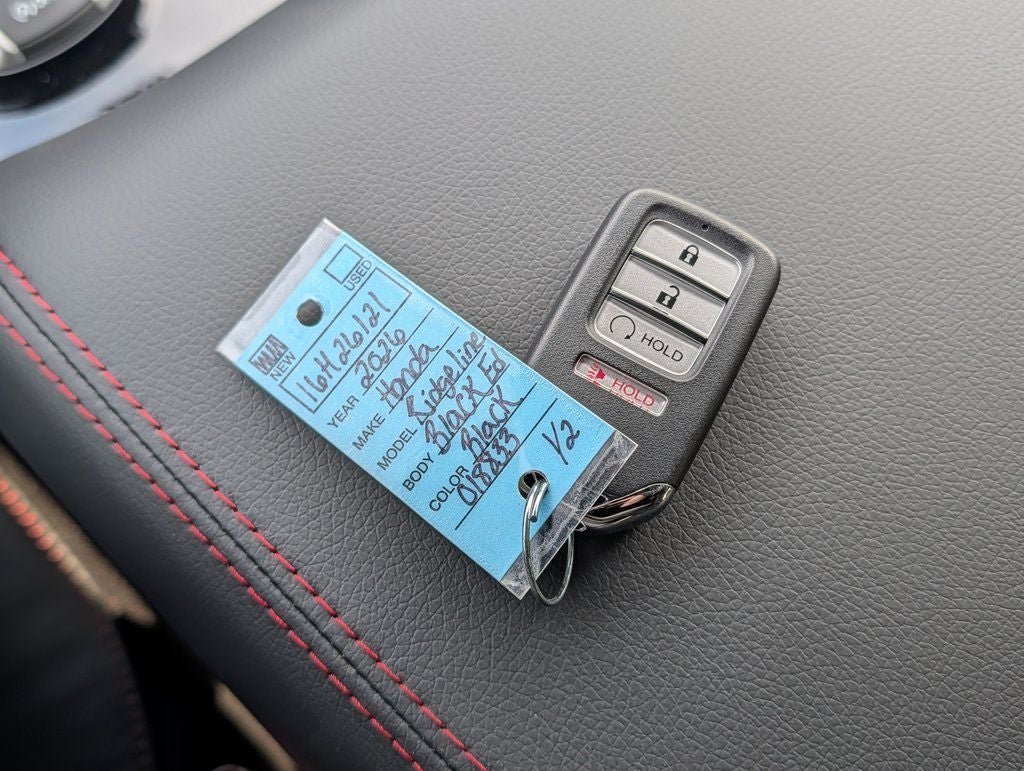 USED
NEW
16H26121
YEAR 2026
MAKE Honda
MODEL Ridgeline
BODY Black Ed
COLOR Black
018833
1/2
HOLD
HOLD